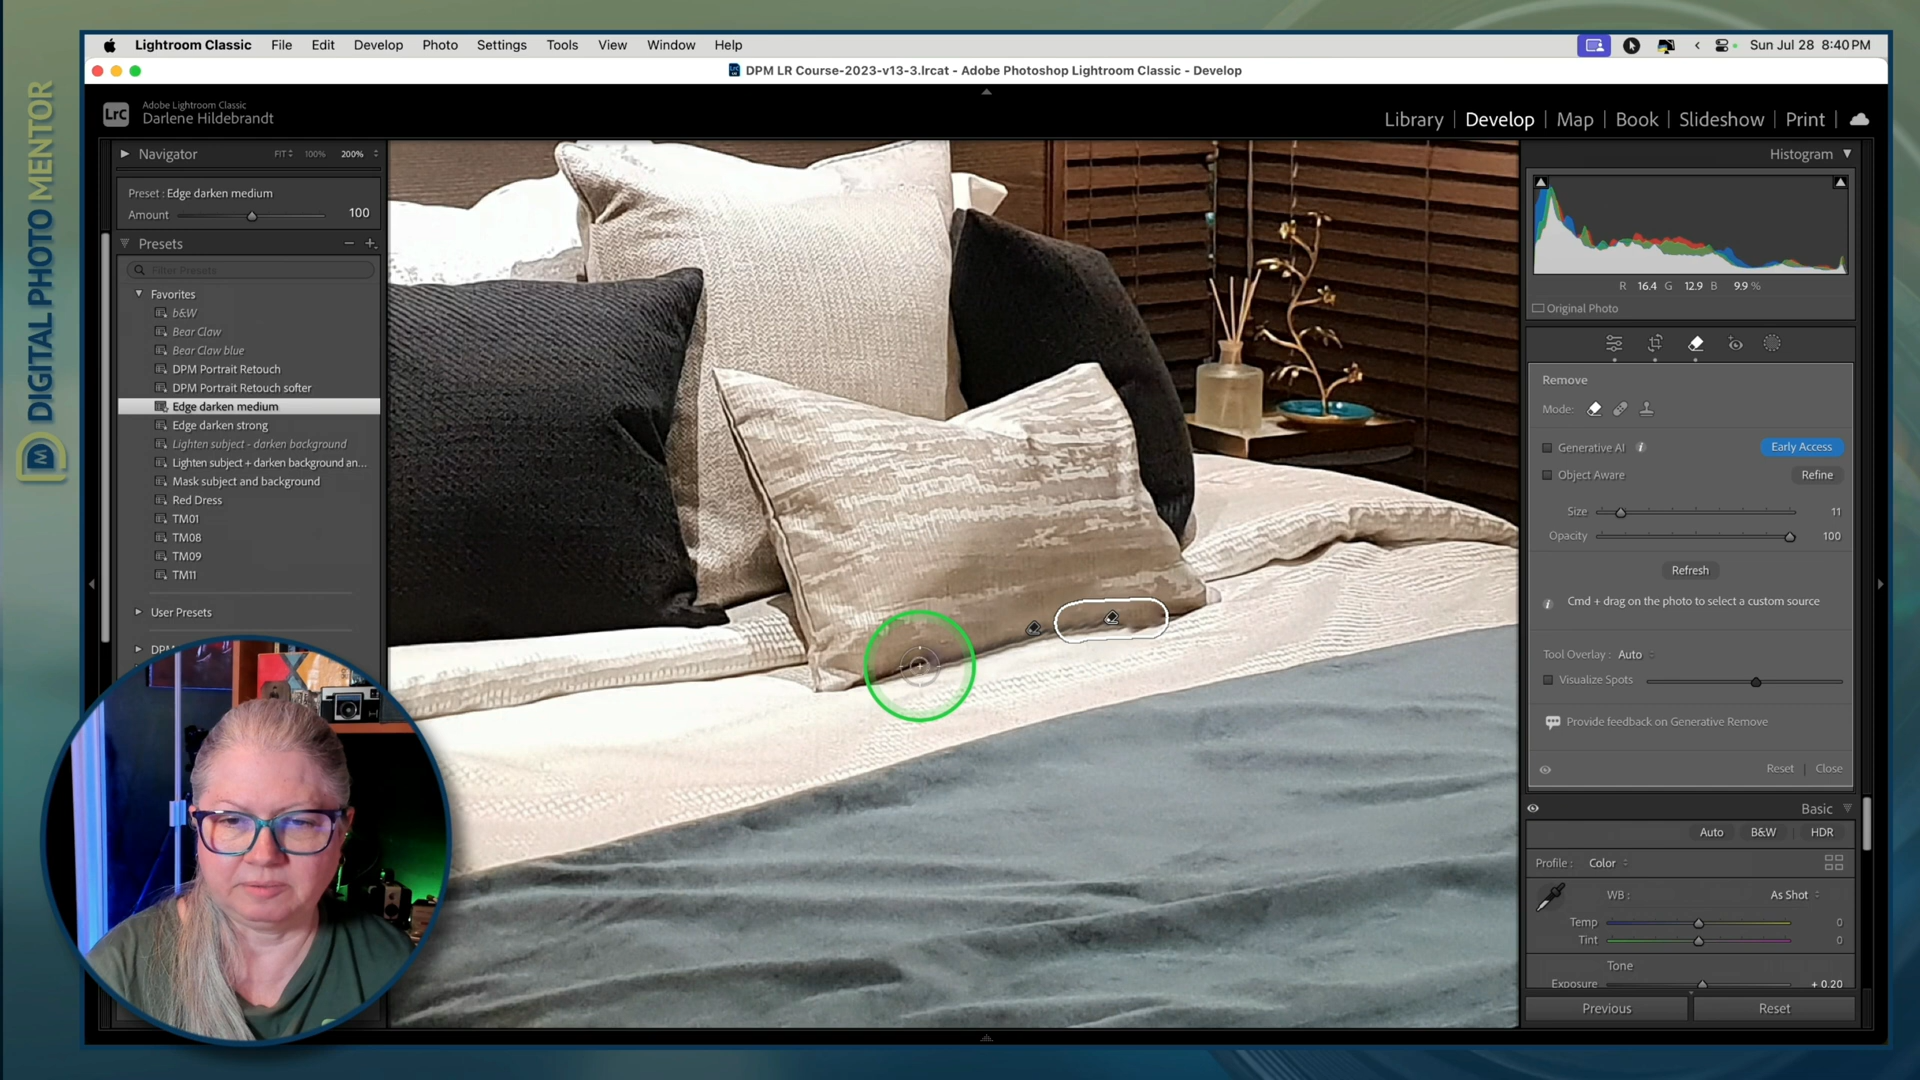 DIGITAL PHOTO MENTOR
Lightroom Classic File Edit Develop Photo Settings Tools View Window Help
Sun Jul 28 8:40 PM
DPM LR Course-2023-v13-3.lrcat - Adobe Photoshop Lightroom Classic - Develop
LrC
Adobe Lightroom Classic
Darlene Hildebrandt
Library | Develop | Map | Book | Slideshow | Print
Navigator FIT 100% 200%
Preset : Edge darken medium
Amount 100
Presets
Filter Presets
Favorites
b&W
Bear Claw
Bear Claw blue
DPM Portrait Retouch
DPM Portrait Retouch softer
Edge darken medium
Edge darken strong
Lighten subject - darken background
Lighten subject + darken background an...
Mask subject and background
Red Dress
TM01
TM08
TM09
TM11
User Presets
DPM
Histogram
R 16.4 G 12.9 B 9.9 %
Original Photo
Remove
Mode:
Generative AI Early Access
Object Aware Refine
Size 11
Opacity 100
Refresh
Cmd + drag on the photo to select a custom source
Tool Overlay : Auto
Visualize Spots
Provide feedback on Generative Remove
Reset | Close
Basic
Auto B&W | HDR
Profile : Color
WB : As Shot
Temp 0
Tint 0
Tone
Exposure + 0.20
Previous Reset